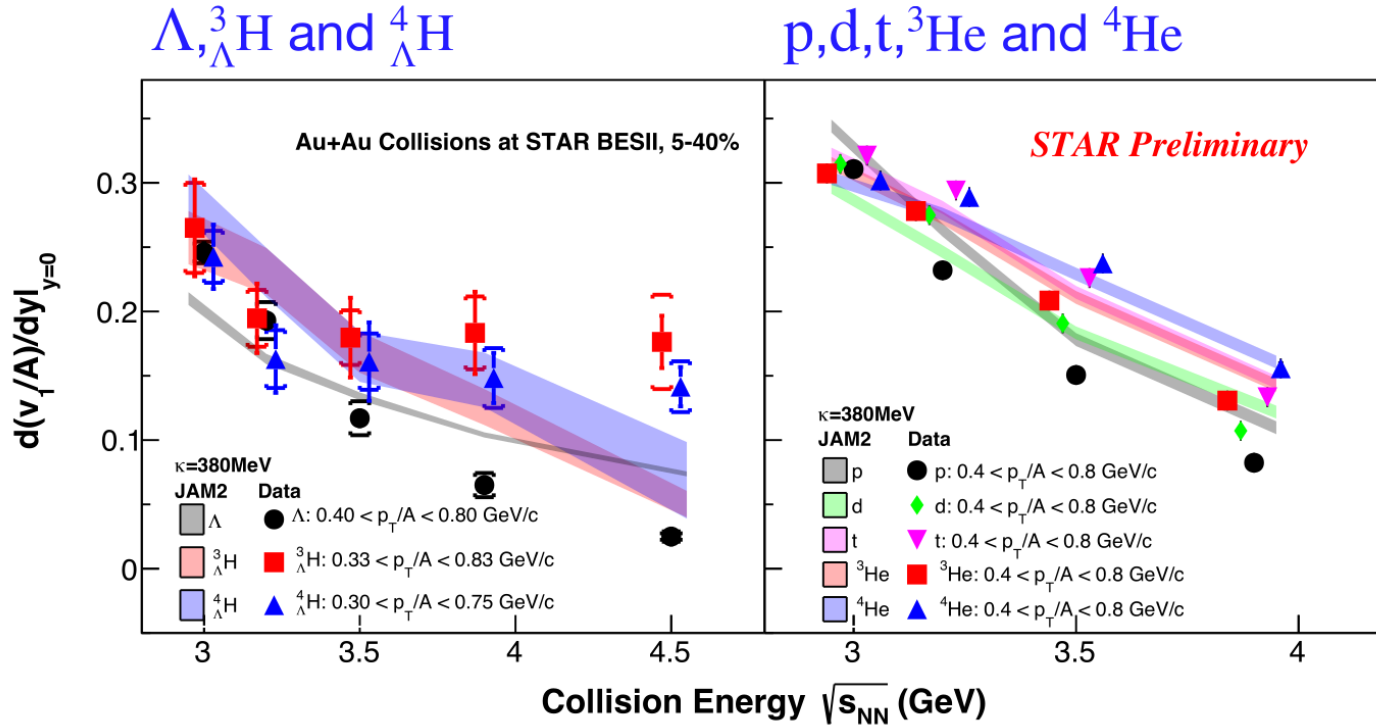 Λ, ³ΛH and ⁴ΛH
p,d,t,³He and ⁴He
d(v₁/A)/dy|y=0
0.3
0.2
0.1
0
Au+Au Collisions at STAR BESII, 5-40%
κ=380MeV
JAM2 Data
Λ Λ: 0.40 < pT/A < 0.80 GeV/c
³ΛH ³ΛH: 0.33 < pT/A < 0.83 GeV/c
⁴ΛH ⁴ΛH: 0.30 < pT/A < 0.75 GeV/c
3 3.5 4 4.5
STAR Preliminary
κ=380MeV
JAM2 Data
p p: 0.4 < pT/A < 0.8 GeV/c
d d: 0.4 < pT/A < 0.8 GeV/c
t t: 0.4 < pT/A < 0.8 GeV/c
³He ³He: 0.4 < pT/A < 0.8 GeV/c
⁴He ⁴He: 0.4 < pT/A < 0.8 GeV/c
3 3.5 4
Collision Energy √sNN (GeV)